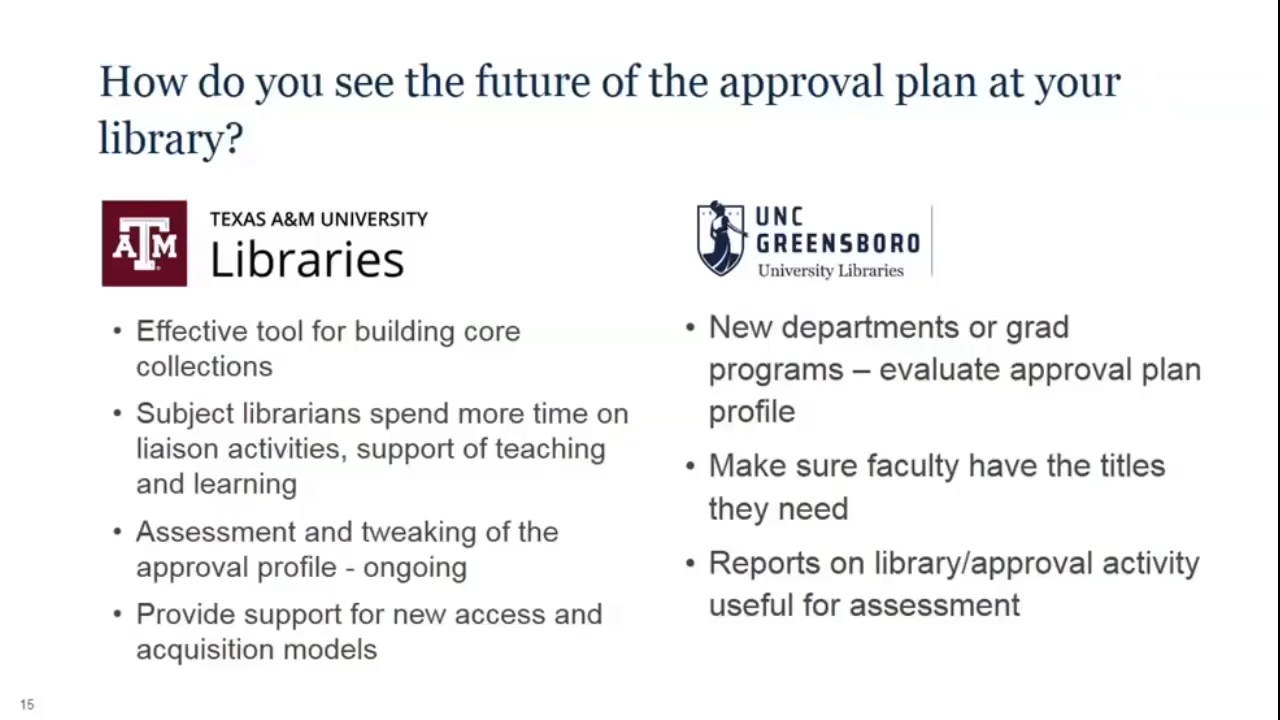 How do you see the future of the approval plan at your
library?
ATM
TEXAS A&M UNIVERSITY
Libraries
• Effective tool for building core
collections
• Subject librarians spend more time on
liaison activities, support of teaching
and learning
• Assessment and tweaking of the
approval profile - ongoing
• Provide support for new access and
acquisition models
UNC
GREENSBORO
University Libraries
• New departments or grad
programs – evaluate approval plan
profile
• Make sure faculty have the titles
they need
• Reports on library/approval activity
useful for assessment
15